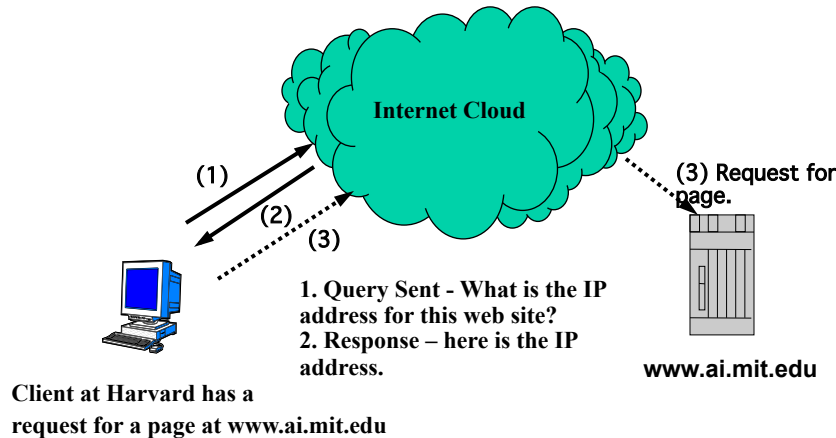 Internet Cloud
(1)
(2)
(3)
(3) Request for
page.
1. Query Sent - What is the IP
address for this web site?
2. Response – here is the IP
address.
www.ai.mit.edu
Client at Harvard has a
request for a page at www.ai.mit.edu